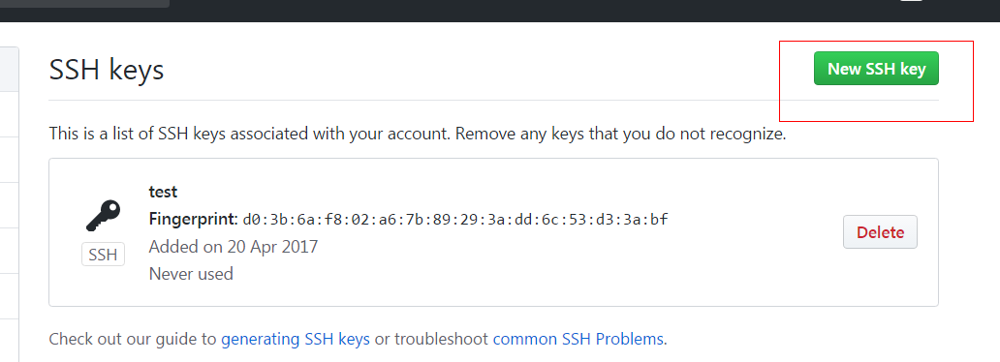 SSH keys
New SSH key
This is a list of SSH keys associated with your account. Remove any keys that you do not recognize.
test
Fingerprint: d0:3b:6a:f8:02:a6:7b:89:29:3a:dd:6c:53:d3:3a:bf
SSH
Added on 20 Apr 2017
Never used
Delete
Check out our guide to generating SSH keys or troubleshoot common SSH Problems.